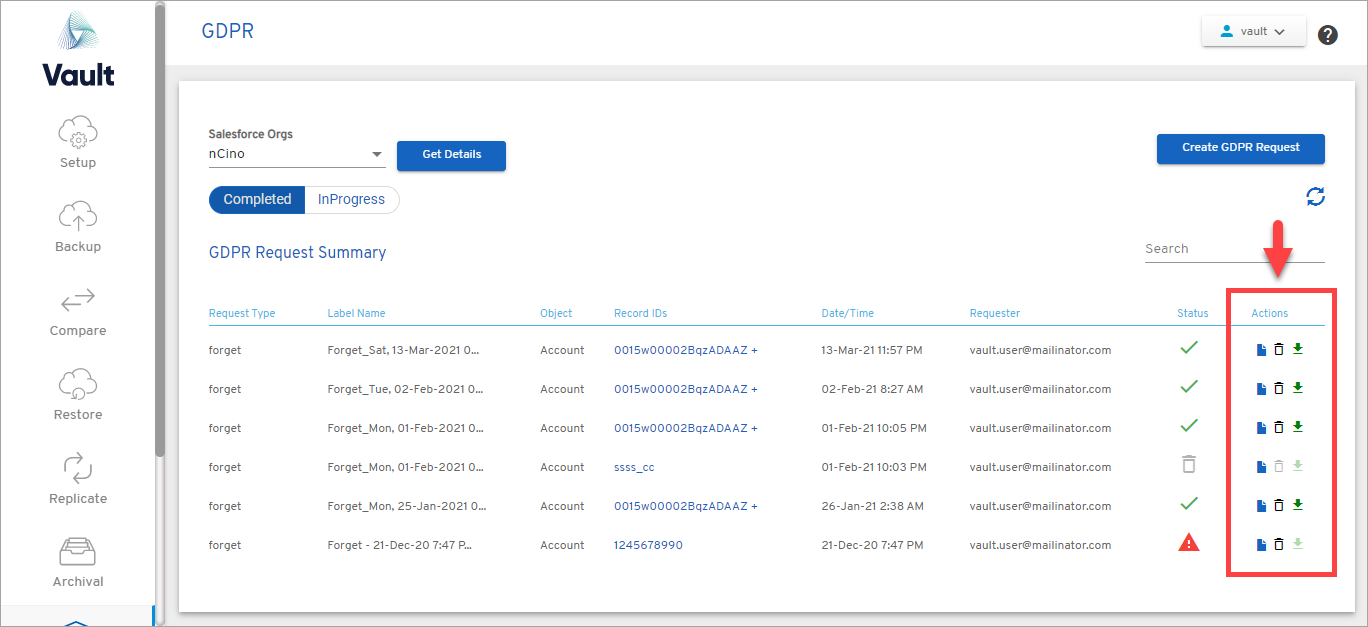 Vault
Setup
Backup
Compare
Restore
Replicate
Archival
GDPR
vault
?
Salesforce Orgs
nCino
Get Details
Create GDPR Request
Completed InProgress
GDPR Request Summary
Search
Request Type Label Name Object Record IDs Date/Time Requester Status Actions
forget Forget_Sat, 13-Mar-2021 0... Account 0015w00002BqzADAAZ + 13-Mar-21 11:57 PM vault.user@mailinator.com
forget Forget_Tue, 02-Feb-2021 0... Account 0015w00002BqzADAAZ + 02-Feb-21 8:27 AM vault.user@mailinator.com
forget Forget_Mon, 01-Feb-2021 0... Account 0015w00002BqzADAAZ + 01-Feb-21 10:05 PM vault.user@mailinator.com
forget Forget_Mon, 01-Feb-2021 0... Account ssss_cc 01-Feb-21 10:03 PM vault.user@mailinator.com
forget Forget_Mon, 25-Jan-2021 0... Account 0015w00002BqzADAAZ + 26-Jan-21 2:38 AM vault.user@mailinator.com
forget Forget - 21-Dec-20 7:47 P... Account 1245678990 21-Dec-20 7:47 PM vault.user@mailinator.com